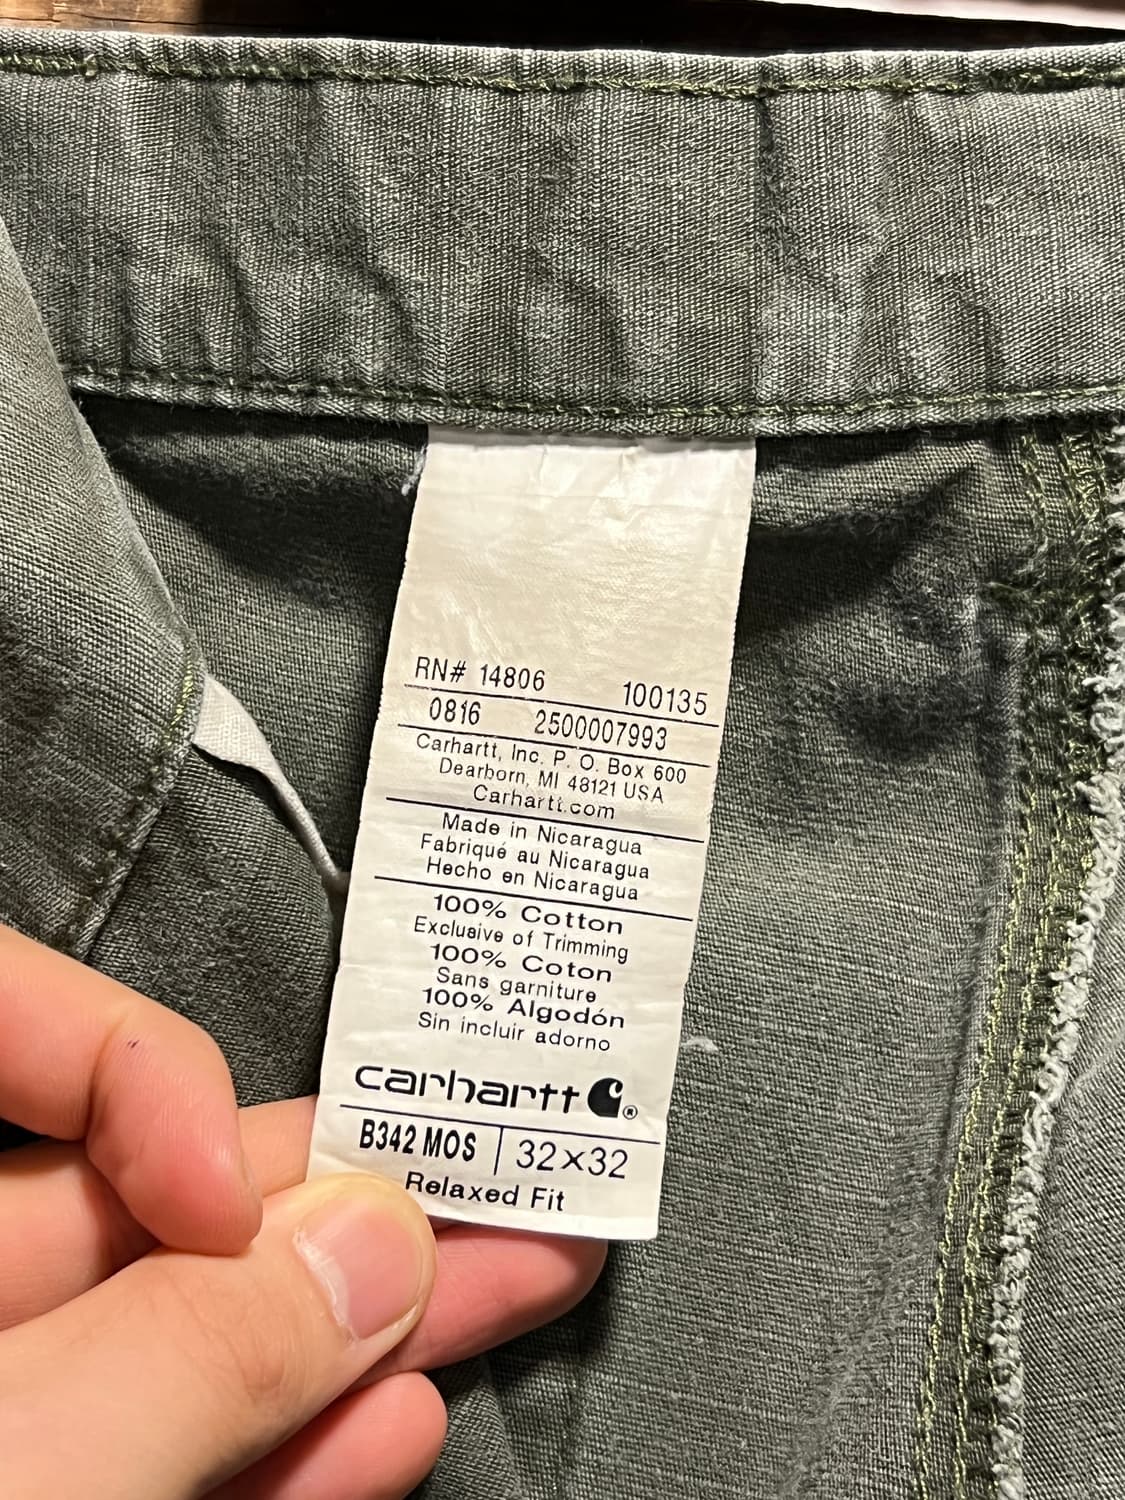 RN# 14806 100135
0816 2500007993
Carhartt, Inc. P. O. Box 600
Dearborn, MI 48121 USA
Carhartt.com
Made in Nicaragua
Fabriqué au Nicaragua
Hecho en Nicaragua
100% Cotton
Exclusive of Trimming
100% Coton
Sans garniture
100% Algodón
Sin incluir adorno
carhartt ®
B342 MOS | 32x32
Relaxed Fit